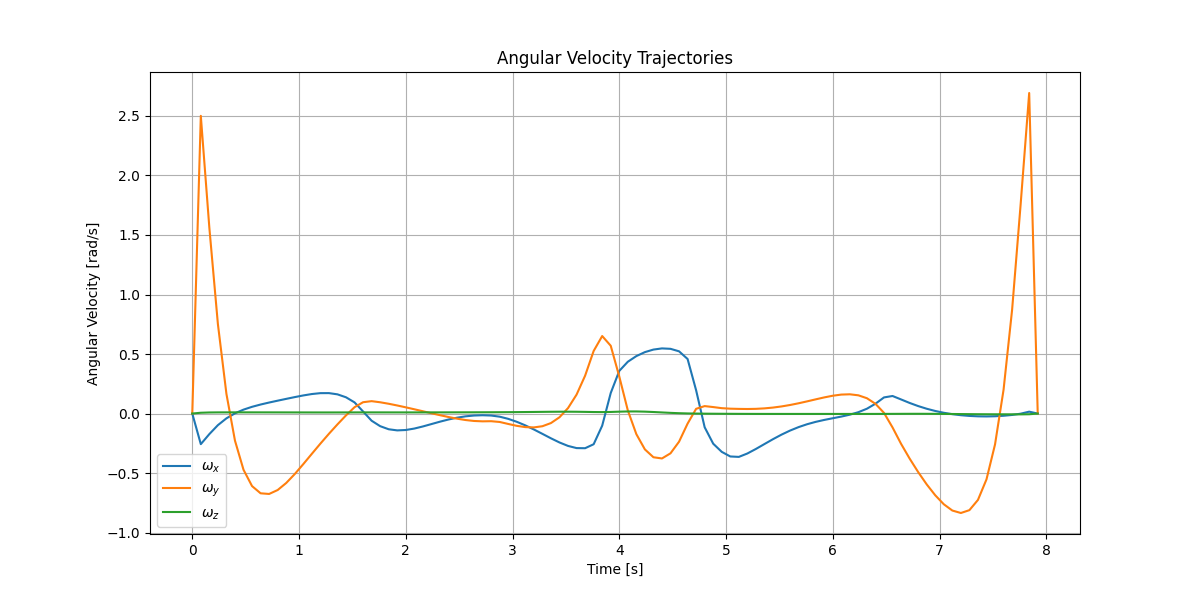 Angular Velocity Trajectories
Angular Velocity [rad/s]
2.5
2.0
1.5
1.0
0.5
0.0
−0.5
−1.0
ωx
ωy
ωz
0 1 2 3 4 5 6 7 8
Time [s]